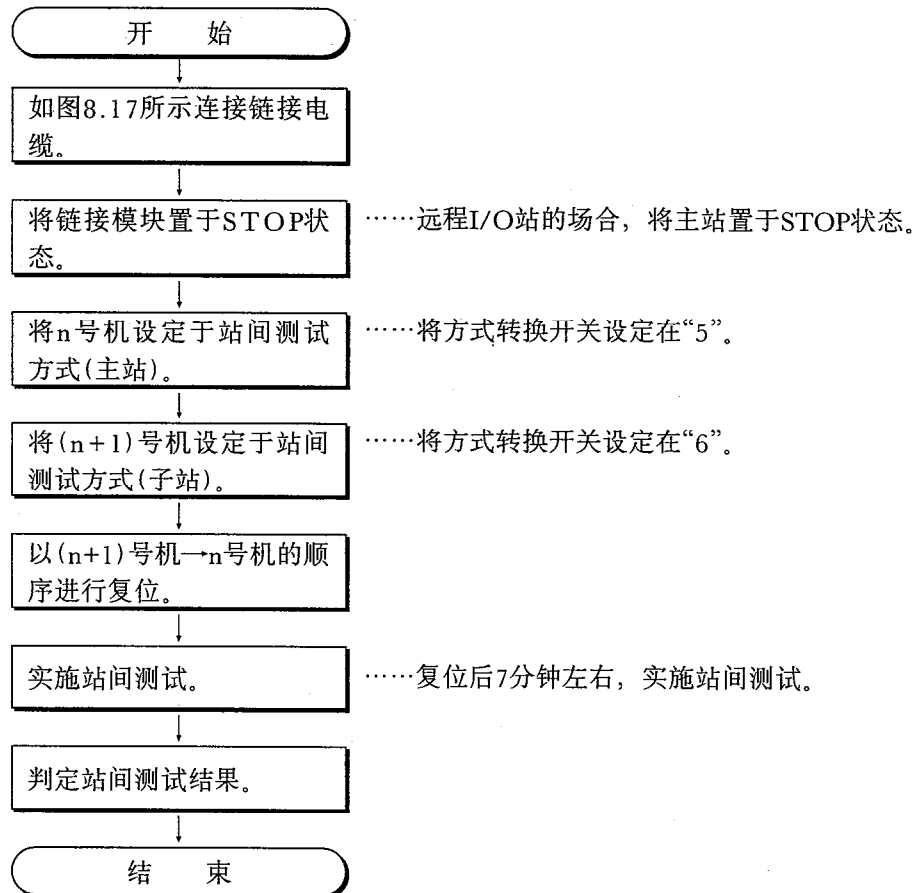 开 始
如图8.17所示连接链接电
缆。
将链接模块置于STOP状
态。
……远程I/O站的场合，将主站置于STOP状态。
将n号机设定于站间测试
方式(主站)。
……将方式转换开关设定在“5”。
将(n+1)号机设定于站间
测试方式(子站)。
……将方式转换开关设定在“6”。
以(n+1)号机→n号机的顺
序进行复位。
实施站间测试。
……复位后7分钟左右，实施站间测试。
判定站间测试结果。
结 束